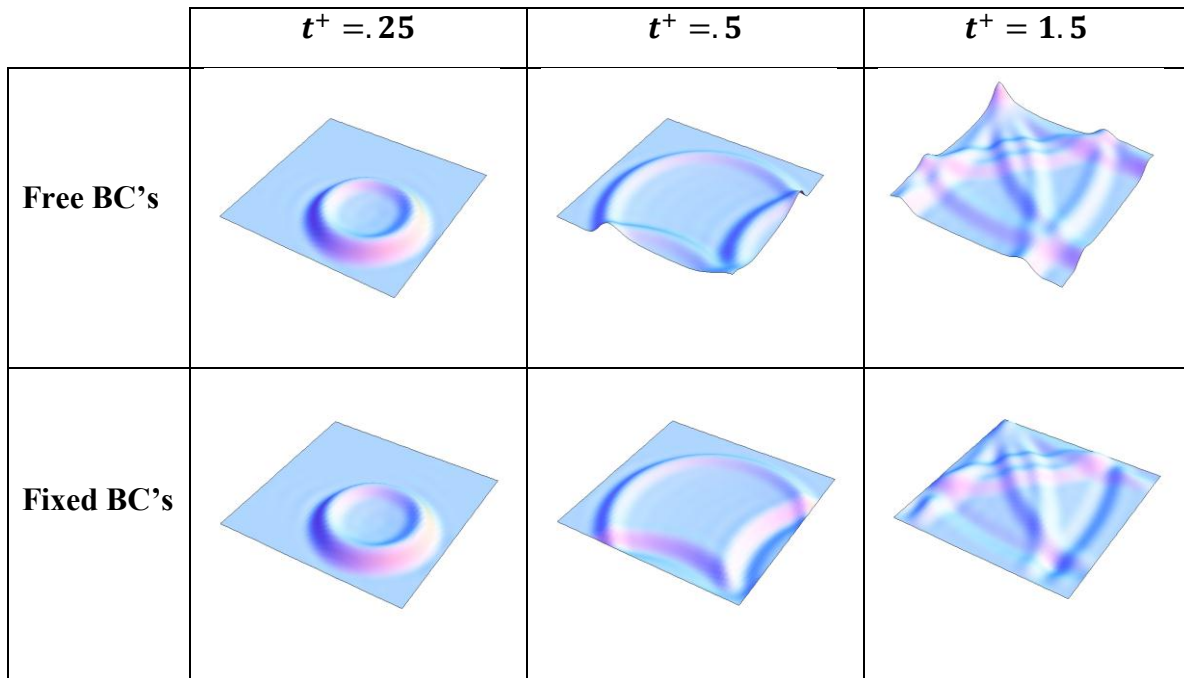 𝒕⁺ =. 𝟐𝟓
𝒕⁺ =. 𝟓
𝒕⁺ = 𝟏. 𝟓
Free BC’s
Fixed BC’s